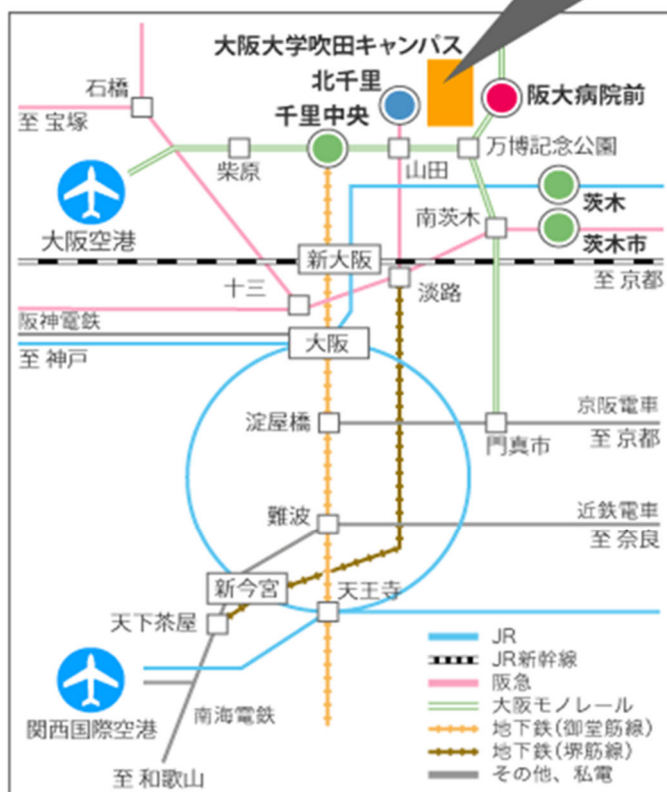 大阪大学吹田キャンパス
石橋
北千里
阪大病院前
至 宝塚
千里中央
柴原
山田
万博記念公園
茨木
南茨木
大阪空港
茨木市
新大阪
至 京都
十三
淡路
阪神電鉄
大阪
至 神戸
京阪電車
淀屋橋
門真市
至 京都
近鉄電車
難波
至 奈良
新今宮
天王寺
天下茶屋
JR
JR新幹線
阪急
大阪モノレール
南海電鉄
関西国際空港
地下鉄(御堂筋線)
地下鉄(堺筋線)
至 和歌山
その他、私電